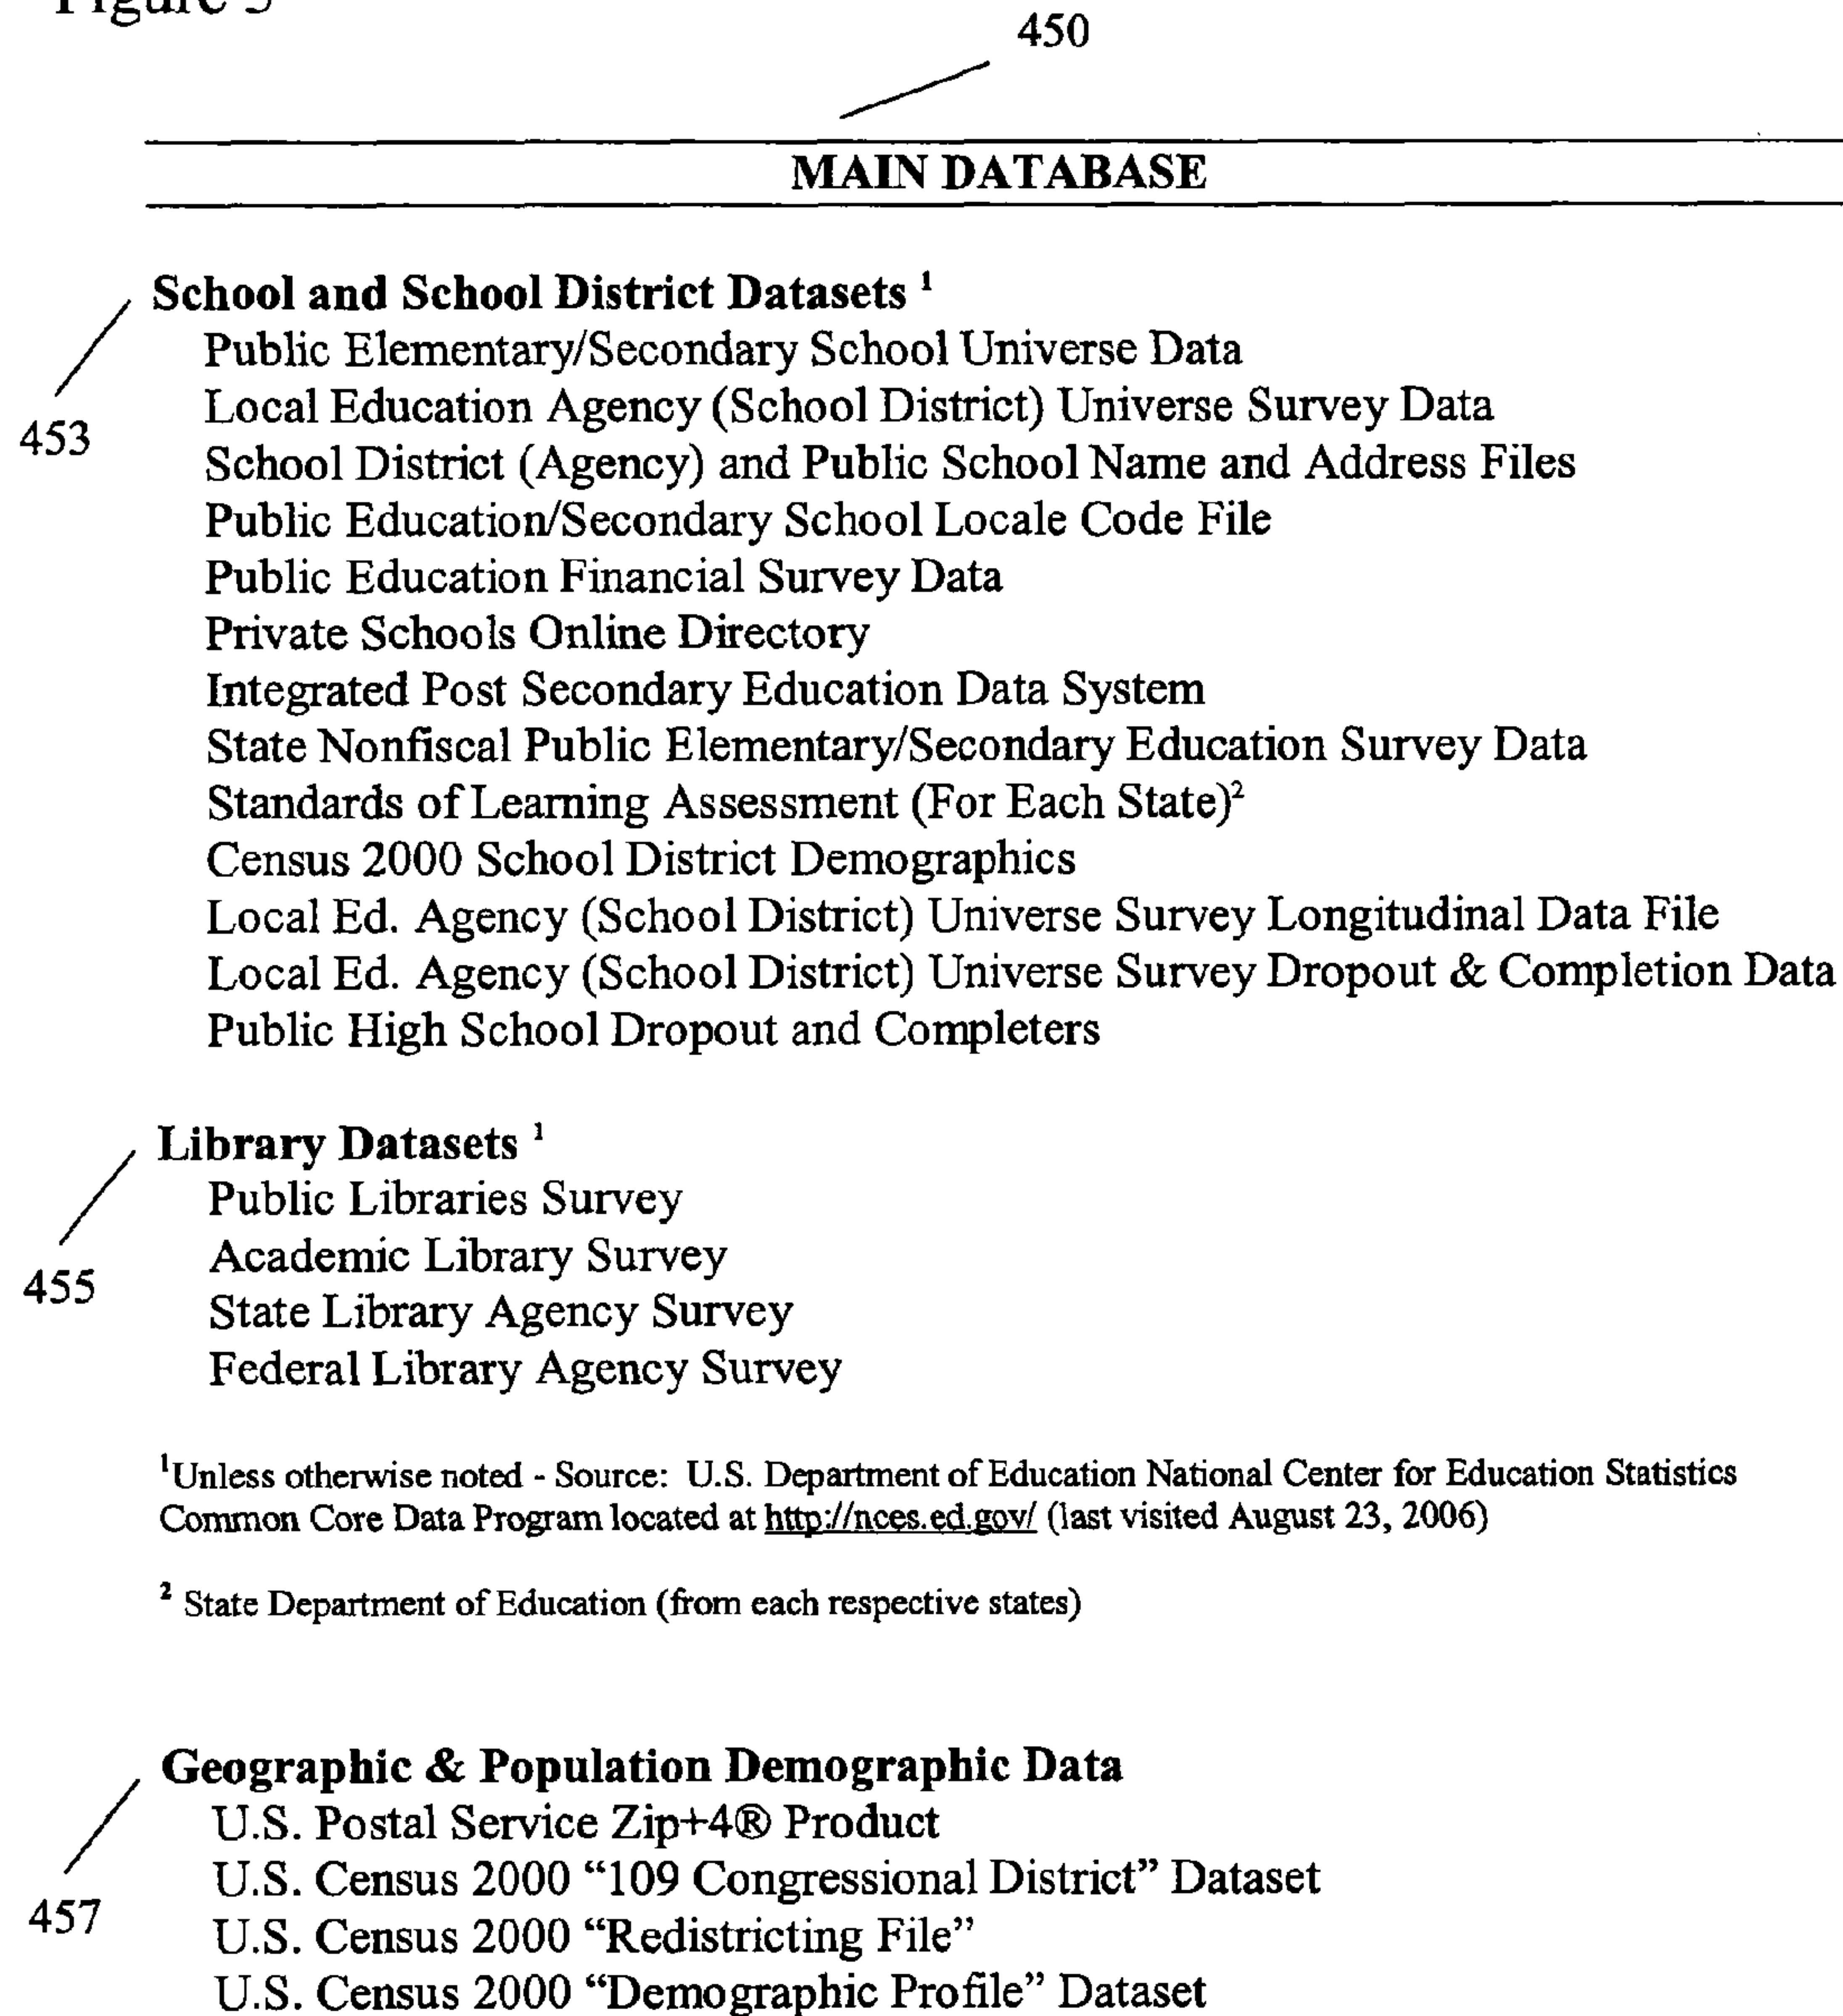 Figure 5
450
MAIN DATABASE
School and School District Datasets ¹
Public Elementary/Secondary School Universe Data
Local Education Agency (School District) Universe Survey Data
453
School District (Agency) and Public School Name and Address Files
Public Education/Secondary School Locale Code File
Public Education Financial Survey Data
Private Schools Online Directory
Integrated Post Secondary Education Data System
State Nonfiscal Public Elementary/Secondary Education Survey Data
Standards of Learning Assessment (For Each State)²
Census 2000 School District Demographics
Local Ed. Agency (School District) Universe Survey Longitudinal Data File
Local Ed. Agency (School District) Universe Survey Dropout & Completion Data
Public High School Dropout and Completers
Library Datasets ¹
Public Libraries Survey
Academic Library Survey
455
State Library Agency Survey
Federal Library Agency Survey
¹Unless otherwise noted - Source: U.S. Department of Education National Center for Education Statistics
Common Core Data Program located at http://nces.ed.gov/ (last visited August 23, 2006)
² State Department of Education (from each respective states)
Geographic & Population Demographic Data
U.S. Postal Service Zip+4® Product
U.S. Census 2000 “109 Congressional District” Dataset
457
U.S. Census 2000 “Redistricting File”
U.S. Census 2000 “Demographic Profile” Dataset